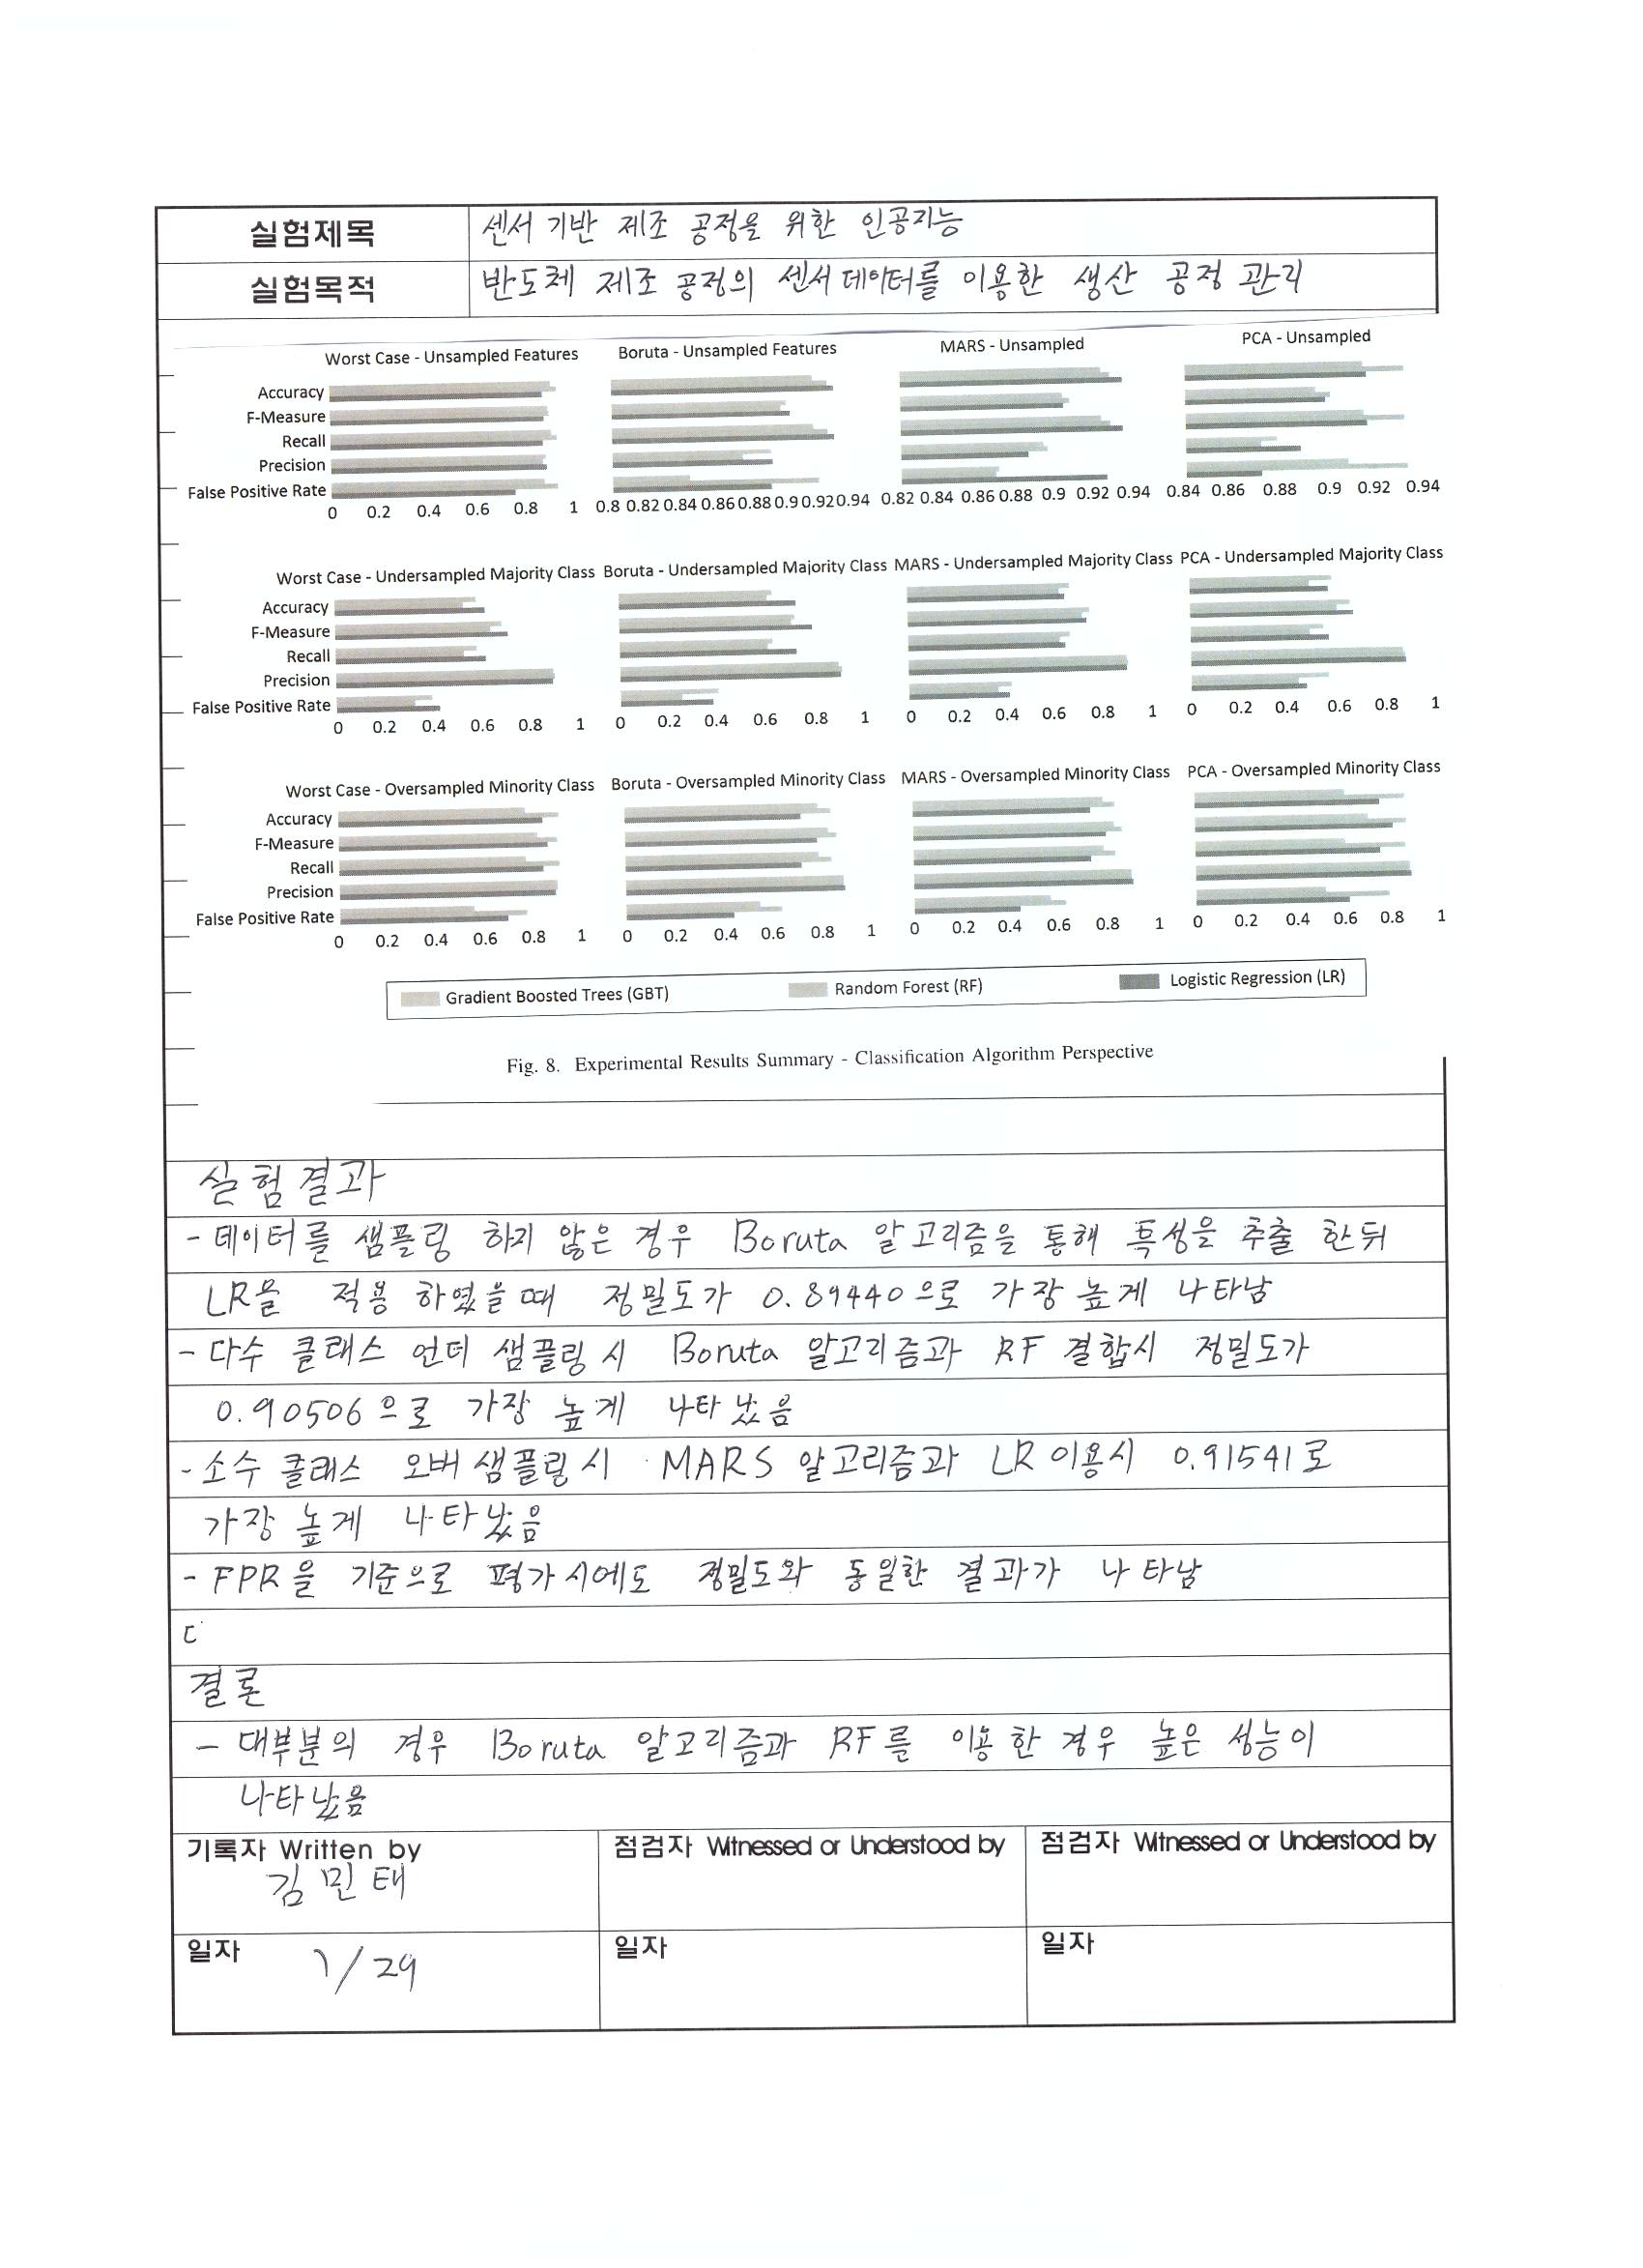 실험제목 센서 기반 제조 공정을 위한 인공지능
실험목적 반도체 제조 공정의 센서 데이터를 이용한 생산 공정 관리
Worst Case - Unsampled Features Boruta - Unsampled Features MARS - Unsampled PCA - Unsampled
Accuracy
F-Measure
Recall
Precision
False Positive Rate
0 0.2 0.4 0.6 0.8 1 0.8 0.82 0.84 0.86 0.88 0.9 0.92 0.94 0.82 0.84 0.86 0.88 0.9 0.92 0.94 0.84 0.86 0.88 0.9 0.92 0.94
Worst Case - Undersampled Majority Class Boruta - Undersampled Majority Class MARS - Undersampled Majority Class PCA - Undersampled Majority Class
Accuracy
F-Measure
Recall
Precision
False Positive Rate
0 0.2 0.4 0.6 0.8 1 0 0.2 0.4 0.6 0.8 1 0 0.2 0.4 0.6 0.8 1 0 0.2 0.4 0.6 0.8 1
Worst Case - Oversampled Minority Class Boruta - Oversampled Minority Class MARS - Oversampled Minority Class PCA - Oversampled Minority Class
Accuracy
F-Measure
Recall
Precision
False Positive Rate
0 0.2 0.4 0.6 0.8 1 0 0.2 0.4 0.6 0.8 1 0 0.2 0.4 0.6 0.8 1 0 0.2 0.4 0.6 0.8 1
Gradient Boosted Trees (GBT) Random Forest (RF) Logistic Regression (LR)
Fig. 8. Experimental Results Summary - Classification Algorithm Perspective
실험결과
- 데이터를 샘플링 하지 않은 경우 Boruta 알고리즘을 통해 특성을 추출 한뒤
LR을 적용 하였을때 정밀도가 0.89440으로 가장 높게 나타남
- 다수 클래스 언더 샘플링 시 Boruta 알고리즘과 RF 결합시 정밀도가
0.90506으로 가장 높게 나타났음
- 소수 클래스 오버 샘플링시 MARS 알고리즘과 LR 이용시 0.91541로
가장 높게 나타났음
- FPR을 기준으로 평가시에도 정밀도와 동일한 결과가 나타남
ㄷ
결론
- 대부분의 경우 Boruta 알고리즘과 RF를 이용한 경우 높은 성능이
나타났음
기록자 Written by 점검자 Witnessed or Understood by 점검자 Witnessed or Understood by
김민태
일자 1/29 일자 일자